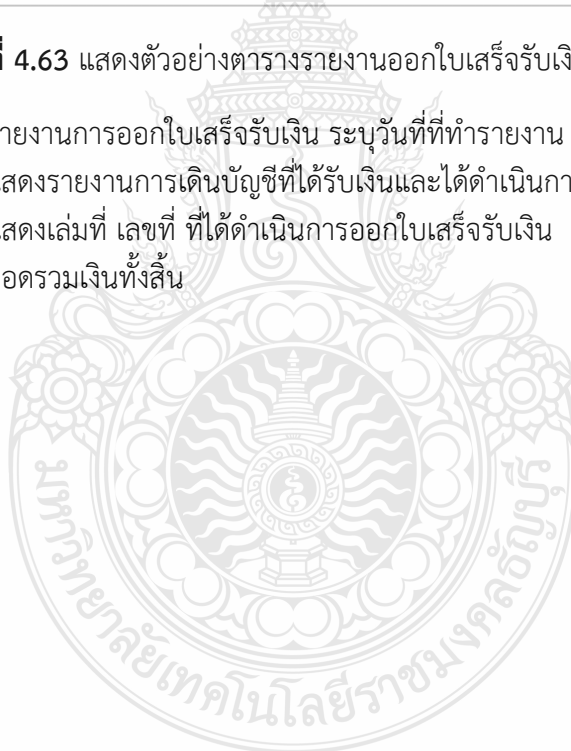 ที่ 4.63 แสดงตัวอย่างตารางรายงานออกใบเสร็จรับเงิ
ายงานการออกใบเสร็จรับเงิน ระบุวันที่ที่ทำรายงาน
สดงรายงานการเดินบัญชีที่ได้รับเงินและได้ดำเนินกา
สดงเล่มที่ เลขที่ ที่ได้ดำเนินการออกใบเสร็จรับเงิน
อดรวมเงินทั้งสิ้น
มหาวิทยาลัยเทคโนโลยีราชมงคลธัญบุรี